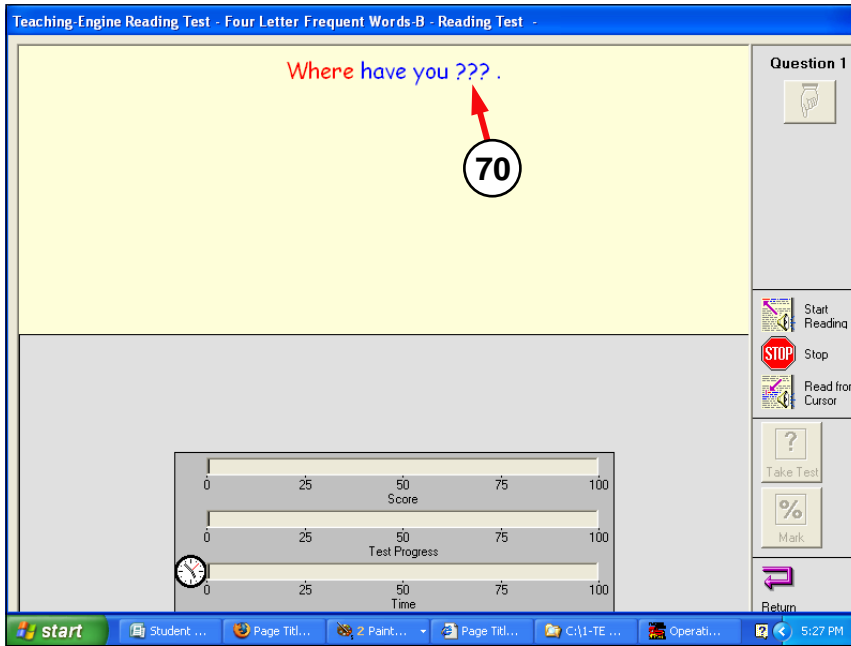 Teaching-Engine Reading Test - Four Letter Frequent Words-B - Reading Test -
Where have you ??? .
70
Question 1
Start
Reading
STOP Stop
Read from
Cursor
?
Take Test
%
Mark
Return
0 25 50 75 100
Score
0 25 50 75 100
Test Progress
0 25 50 75 100
Time
start Student ... Page Titl... 2 Paint... Page Titl... C:\1-TE ... Operati... ? 5:27 PM